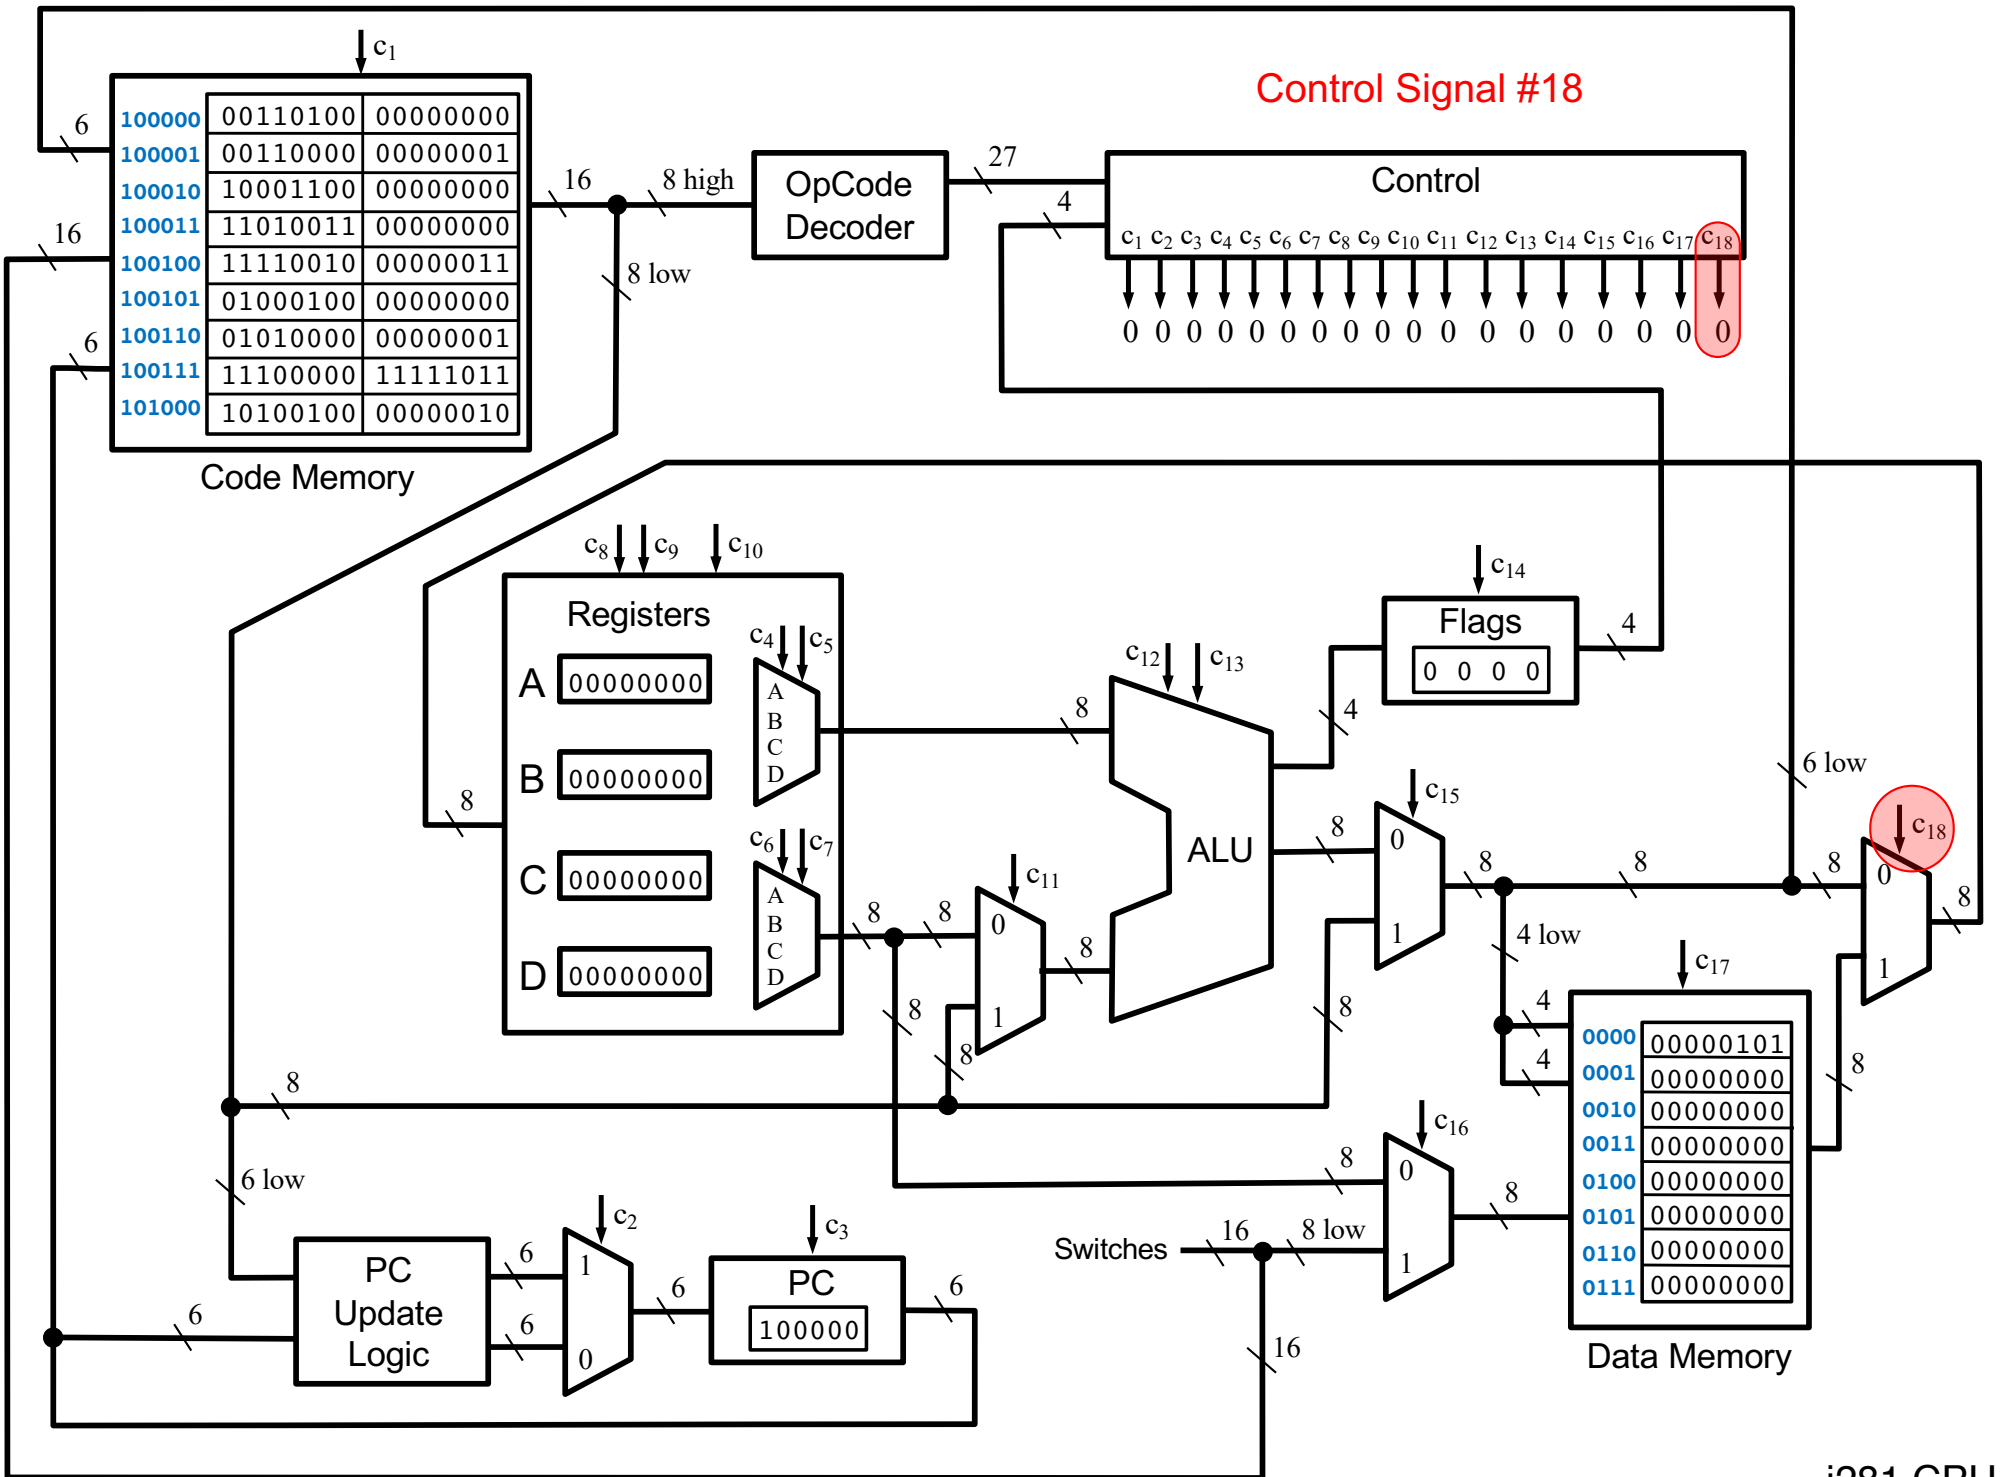 c1
Control Signal #18
6
100000 00110100 00000000
100001 00110000 00000001
100010 10001100 00000000
100011 11010011 00000000
100100 11110010 00000011
100101 01000100 00000000
100110 01010000 00000001
100111 11100000 11111011
101000 10100100 00000010
Code Memory
16
6
16
8 high
8 low
OpCode
Decoder
27
4
Control
c1 c2 c3 c4 c5 c6 c7 c8 c9 c10 c11 c12 c13 c14 c15 c16 c17 c18
0 0 0 0 0 0 0 0 0 0 0 0 0 0 0 0 0 0
c8 c9 c10
Registers
A 00000000
B 00000000
C 00000000
D 00000000
8
c4 c5
A
B
C
D
c6 c7
A
B
C
D
8
8
8
8
c11
0
1
8
8
c12 c13
ALU
c14
Flags
0 0 0 0
4
4
8
c15
0
1
8
8
8
4 low
6 low
8
c18
0
1
8
c17
4
4
0000 00000101
0001 00000000
0010 00000000
0011 00000000
0100 00000000
0101 00000000
0110 00000000
0111 00000000
Data Memory
8
8
6 low
PC
Update
Logic
6
6
6
c2
1
0
6
c3
PC
100000
6
Switches
16
8 low
16
8
c16
0
1
8